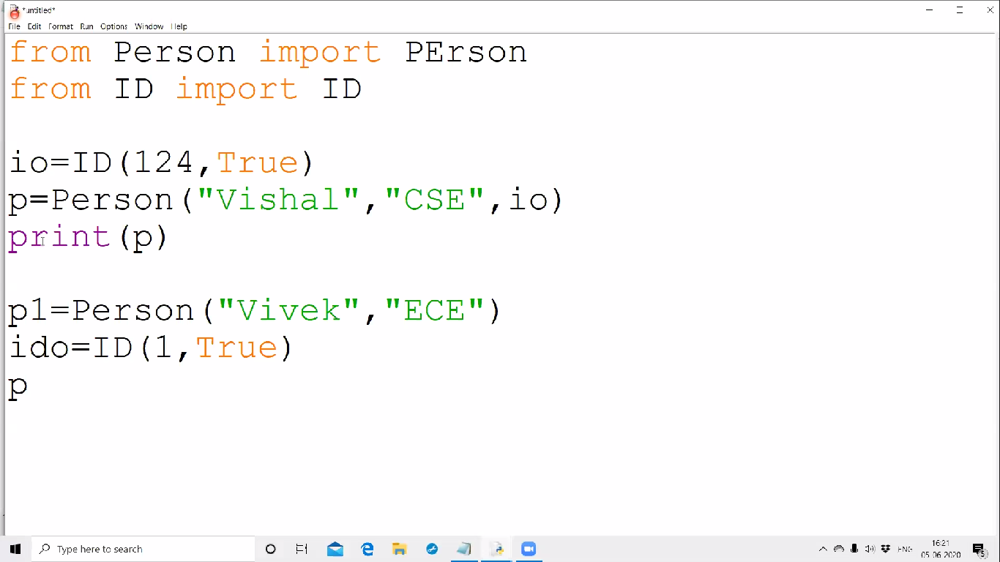 *untitled*
File Edit Format Run Options Window Help
from Person import PErson
from ID import ID
io=ID(124,True)
p=Person("Vishal","CSE",io)
print(p)
p1=Person("Vivek","ECE")
ido=ID(1,True)
p
Type here to search
ENG
16:21
05-06-2020
5